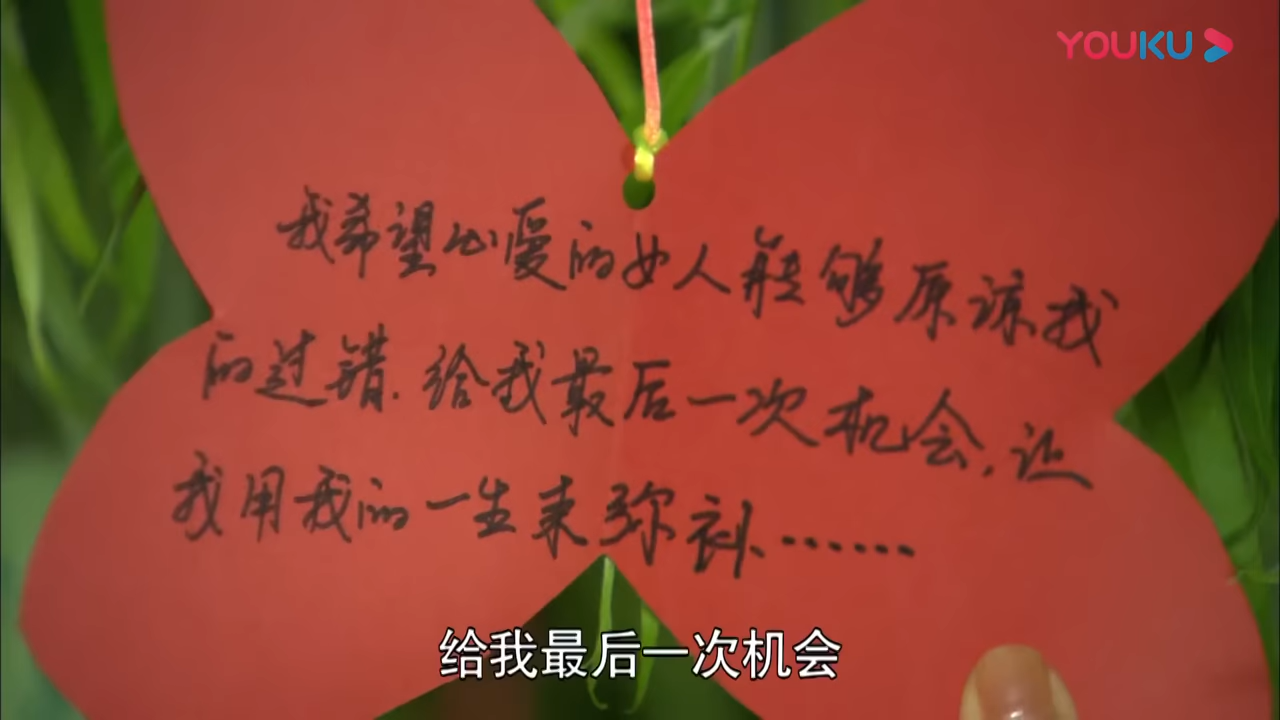 YOUKU
我希望心爱的女人能够原谅我
的过错.给我最后一次机会,让
我用我的一生来弥补……
给我最后一次机会